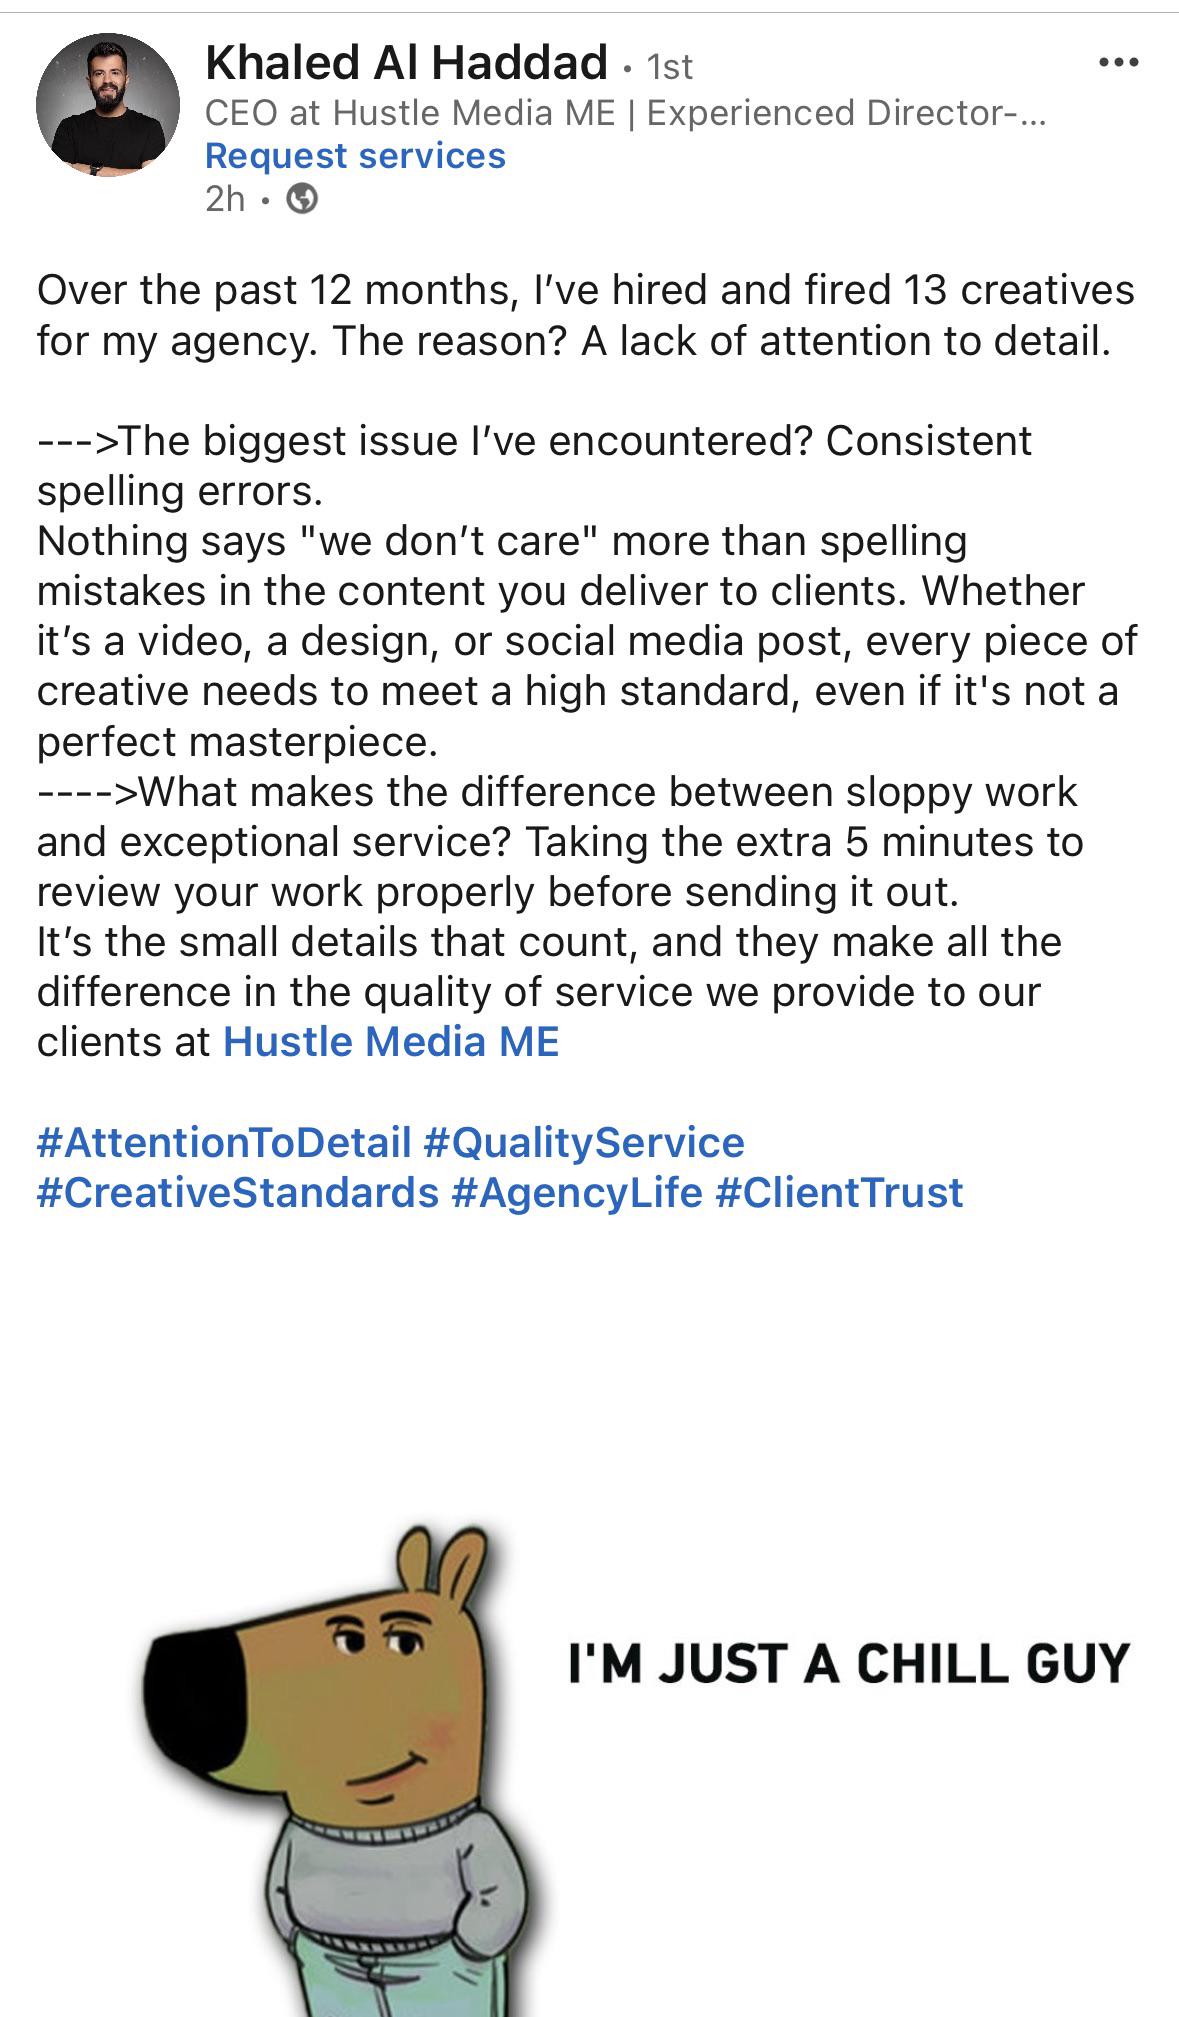 Khaled Al Haddad • 1st
CEO at Hustle Media ME | Experienced Director-...
Request services
2h •
Over the past 12 months, I’ve hired and fired 13 creatives
for my agency. The reason? A lack of attention to detail.
--->The biggest issue I’ve encountered? Consistent
spelling errors.
Nothing says "we don’t care" more than spelling
mistakes in the content you deliver to clients. Whether
it’s a video, a design, or social media post, every piece of
creative needs to meet a high standard, even if it's not a
perfect masterpiece.
---->What makes the difference between sloppy work
and exceptional service? Taking the extra 5 minutes to
review your work properly before sending it out.
It’s the small details that count, and they make all the
difference in the quality of service we provide to our
clients at Hustle Media ME
#AttentionToDetail #QualityService
#CreativeStandards #AgencyLife #ClientTrust
I'M JUST A CHILL GUY